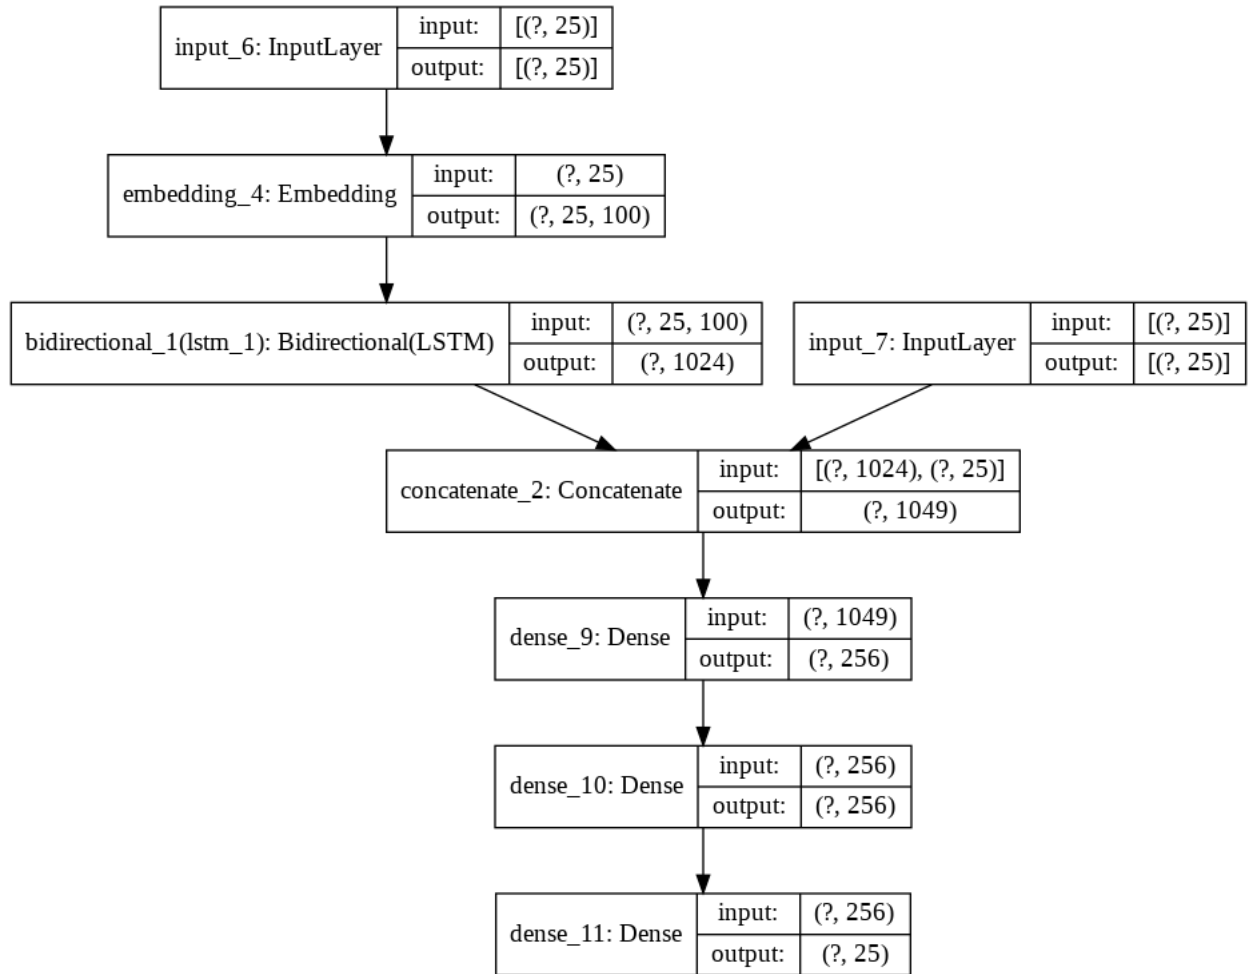 input_6: InputLayer
input: [(?, 25)]
output: [(?, 25)]
embedding_4: Embedding
input: (?, 25)
output: (?, 25, 100)
bidirectional_1(lstm_1): Bidirectional(LSTM)
input: (?, 25, 100)
output: (?, 1024)
input_7: InputLayer
input: [(?, 25)]
output: [(?, 25)]
concatenate_2: Concatenate
input: [(?, 1024), (?, 25)]
output: (?, 1049)
dense_9: Dense
input: (?, 1049)
output: (?, 256)
dense_10: Dense
input: (?, 256)
output: (?, 256)
dense_11: Dense
input: (?, 256)
output: (?, 25)